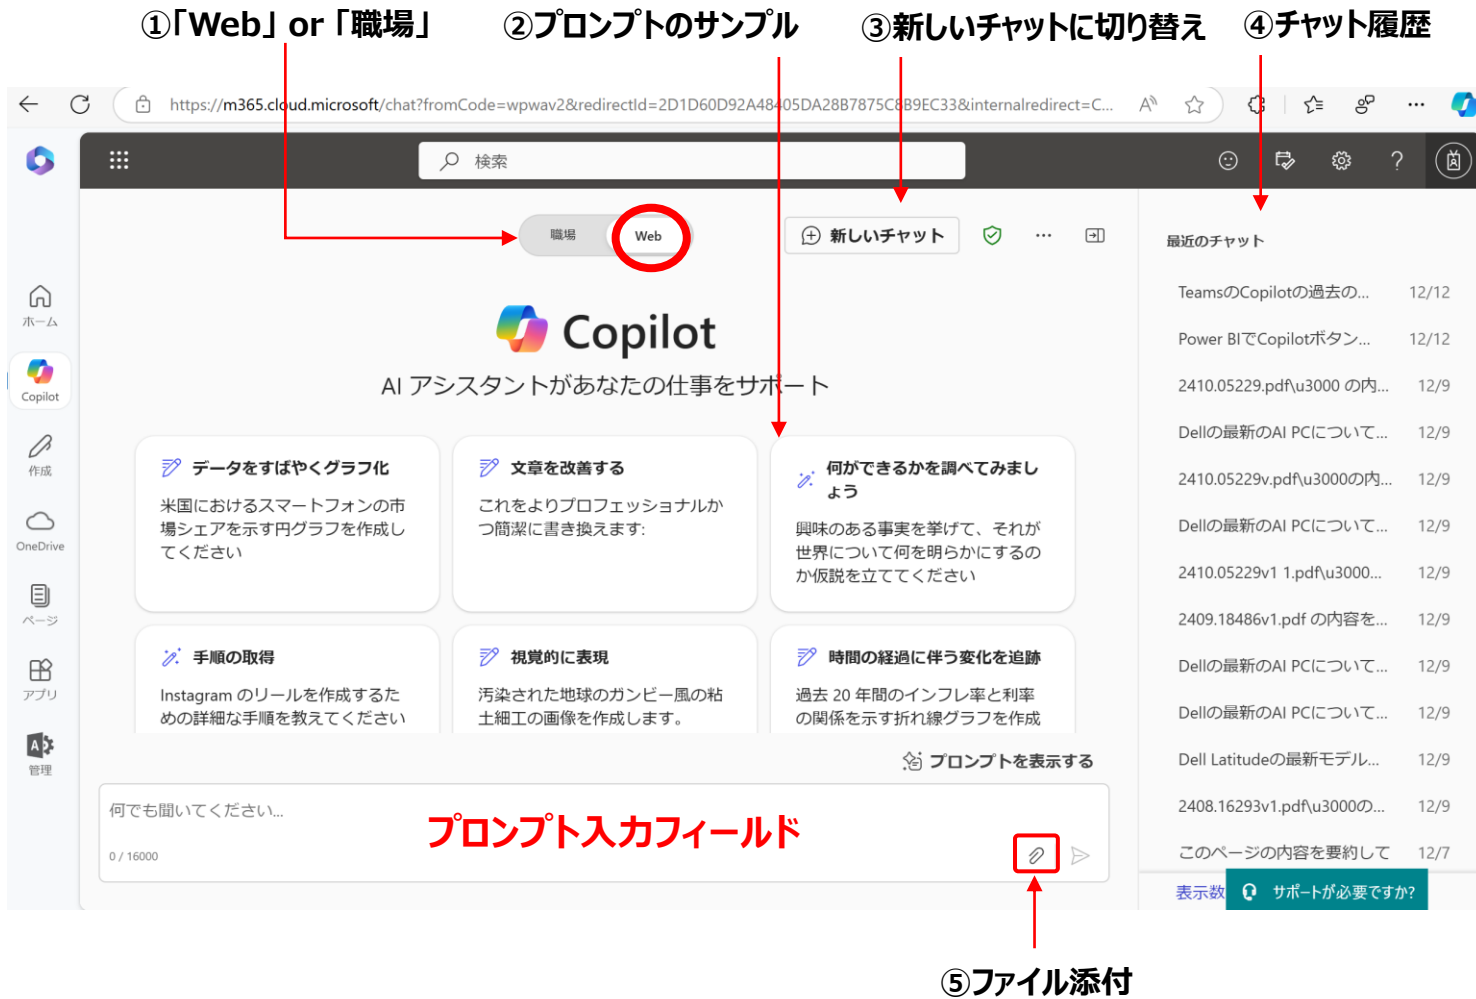 ①「Web」or「職場」
②プロンプトのサンプル
③新しいチャットに切り替え
④チャット履歴
https://m365.cloud.microsoft/chat?fromCode=wpwav2&redirectId=2D1D60D92A48405DA28B7875C8B9EC33&internalredirect=C...
検索
職場
Web
新しいチャット
最近のチャット
TeamsのCopilotの過去の... 12/12
Power BIでCopilotボタン... 12/12
2410.05229.pdf\u3000 の内... 12/9
Dellの最新のAI PCについて... 12/9
2410.05229v.pdf\u3000の内... 12/9
Dellの最新のAI PCについて... 12/9
2410.05229v1 1.pdf\u3000... 12/9
2409.18486v1.pdf の内容を... 12/9
Dellの最新のAI PCについて... 12/9
Dellの最新のAI PCについて... 12/9
Dell Latitudeの最新モデル... 12/9
2408.16293v1.pdf\u3000の... 12/9
このページの内容を要約して 12/7
表示数
サポートが必要ですか?
ホーム
Copilot
作成
OneDrive
ページ
アプリ
管理
Copilot
AI アシスタントがあなたの仕事をサポート
データをすばやくグラフ化
米国におけるスマートフォンの市
場シェアを示す円グラフを作成し
てください
文章を改善する
これをよりプロフェッショナルか
つ簡潔に書き換えます:
何ができるかを調べてみまし
ょう
興味のある事実を挙げて、それが
世界について何を明らかにするの
か仮説を立ててください
手順の取得
Instagram のリールを作成するた
めの詳細な手順を教えてください
視覚的に表現
汚染された地球のガンビー風の粘
土細工の画像を作成します。
時間の経過に伴う変化を追跡
過去 20 年間のインフレ率と利率
の関係を示す折れ線グラフを作成
プロンプトを表示する
何でも聞いてください...
プロンプト入力フィールド
0 / 16000
⑤ファイル添付